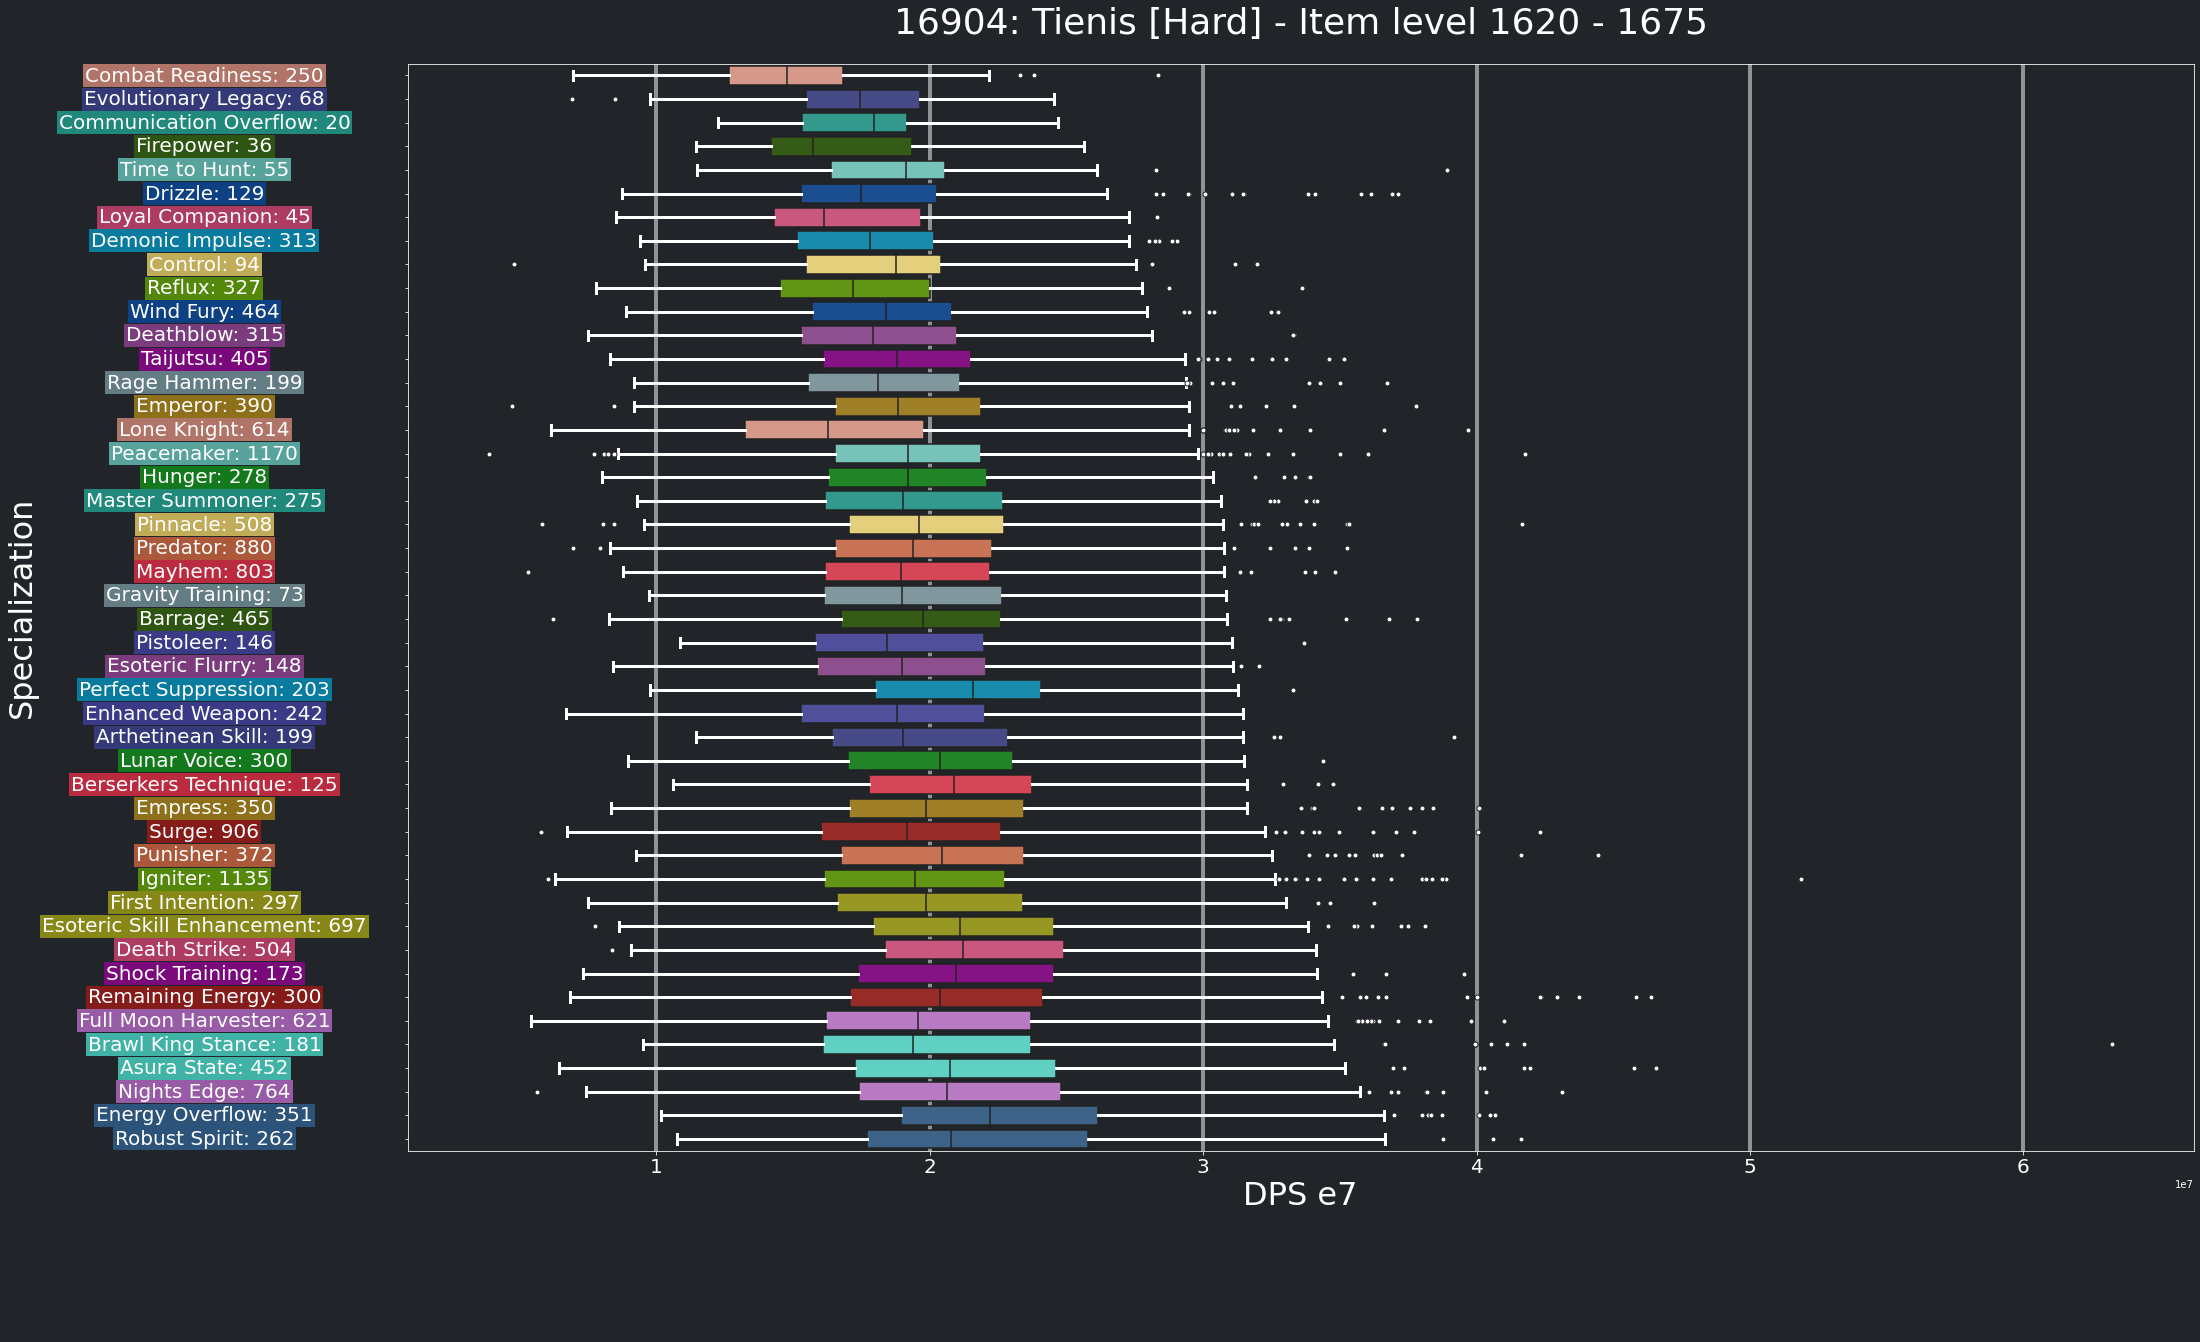 16904: Tienis [Hard] - Item level 1620 - 1675
Specialization
Combat Readiness: 250
Evolutionary Legacy: 68
Communication Overflow: 20
Firepower: 36
Time to Hunt: 55
Drizzle: 129
Loyal Companion: 45
Demonic Impulse: 313
Control: 94
Reflux: 327
Wind Fury: 464
Deathblow: 315
Taijutsu: 405
Rage Hammer: 199
Emperor: 390
Lone Knight: 614
Peacemaker: 1170
Hunger: 278
Master Summoner: 275
Pinnacle: 508
Predator: 880
Mayhem: 803
Gravity Training: 73
Barrage: 465
Pistoleer: 146
Esoteric Flurry: 148
Perfect Suppression: 203
Enhanced Weapon: 242
Arthetinean Skill: 199
Lunar Voice: 300
Berserkers Technique: 125
Empress: 350
Surge: 906
Punisher: 372
Igniter: 1135
First Intention: 297
Esoteric Skill Enhancement: 697
Death Strike: 504
Shock Training: 173
Remaining Energy: 300
Full Moon Harvester: 621
Brawl King Stance: 181
Asura State: 452
Nights Edge: 764
Energy Overflow: 351
Robust Spirit: 262
1 2 3 4 5 6
1e7
DPS e7